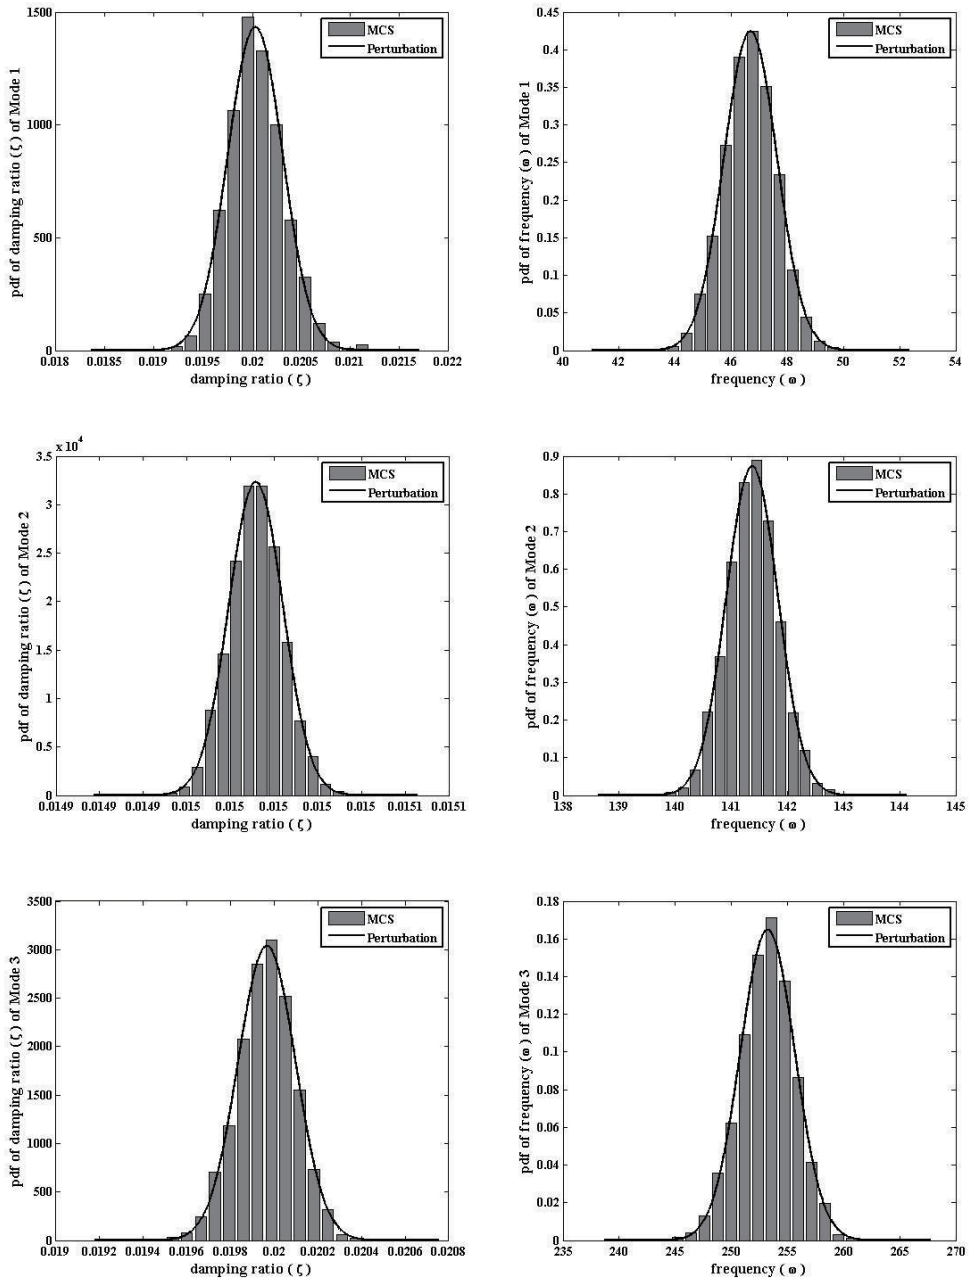 pdf of damping ratio ( ζ ) of Mode 1
1500
1000
500
0
MCS
Perturbation
0.018 0.0185 0.019 0.0195 0.02 0.0205 0.021 0.0215 0.022
damping ratio ( ζ )
pdf of frequency ( ω ) of Mode 1
0.45
0.4
0.35
0.3
0.25
0.2
0.15
0.1
0.05
0
MCS
Perturbation
40 42 44 46 48 50 52 54
frequency ( ω )
pdf of damping ratio ( ζ ) of Mode 2
x 10⁴
3.5
3
2.5
2
1.5
1
0.5
0
MCS
Perturbation
0.0149 0.0149 0.0149 0.015 0.015 0.015 0.015 0.015 0.0151 0.0151
damping ratio ( ζ )
pdf of frequency ( ω ) of Mode 2
0.9
0.8
0.7
0.6
0.5
0.4
0.3
0.2
0.1
0
MCS
Perturbation
138 139 140 141 142 143 144 145
frequency ( ω )
pdf of damping ratio ( ζ ) of Mode 3
3500
3000
2500
2000
1500
1000
500
0
MCS
Perturbation
0.019 0.0192 0.0194 0.0196 0.0198 0.02 0.0202 0.0204 0.0206 0.0208
damping ratio ( ζ )
pdf of frequency ( ω ) of Mode 3
0.18
0.16
0.14
0.12
0.1
0.08
0.06
0.04
0.02
0
MCS
Perturbation
235 240 245 250 255 260 265 270
frequency ( ω )